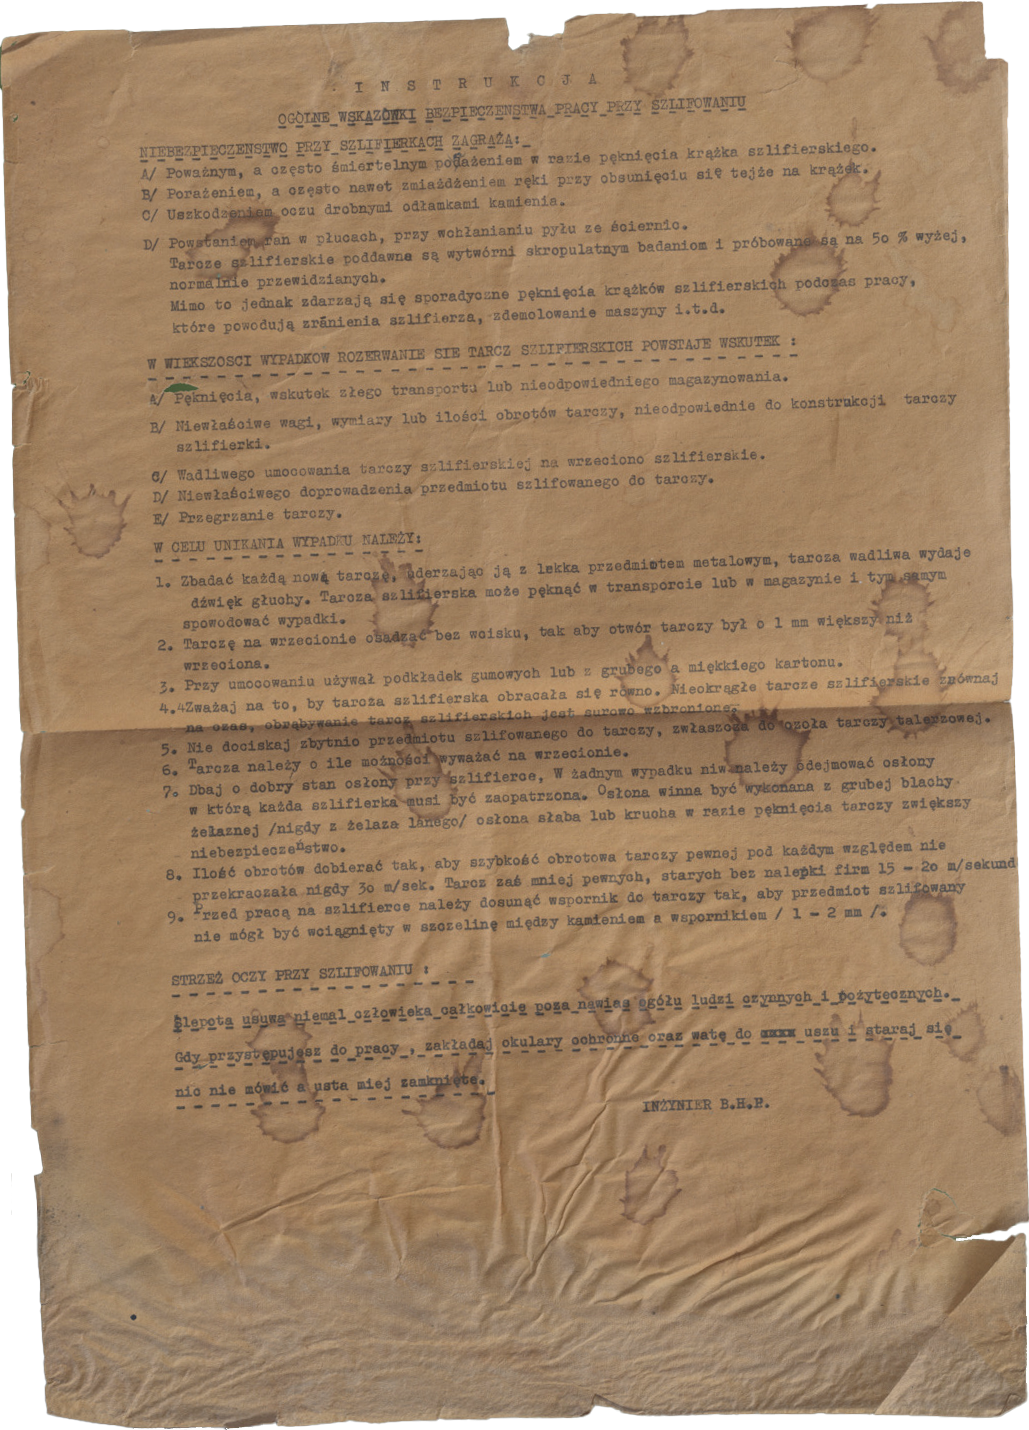 I N S T R U K C J A
OGÓLNE WSKAZÓWKI BEZPIECZENSTWA PRACY PRZY SZLIFOWANIU
NIEBEZPIECZENSTWO PRZY SZLIFIERKACH ZAGRAŻA:
A/ Poważnym, a często śmiertelnym porażeniem w razie pęknięcia krążka szlifierskiego.
B/ Porażeniem, a często nawet zmiażdżeniem ręki przy obsunięciu się tejże na krążek.
C/ Uszkodzeniem oczu drobnymi odłamkami kamienia.
D/ Powstaniem ran w płucach, przy wchłanianiu pyłu ze ściernic.
Tarcze szlifierskie poddawne są wytwórni skropulatnym badaniom i próbowane są na 5o % wyżej,
normalnie przewidzianych.
Mimo to jednak zdarzają się sporadyczne pęknięcia krążków szlifierskich podczas pracy,
które powodują zránienia szlifierza, zdemolowanie maszyny i.t.d.
W WIEKSZOSCI WYPADKOW ROZERWANIE SIE TARCZ SZLIFIERSKICH POWSTAJE WSKUTEK :
A/ Pęknięcia, wskutek złego transportu lub nieodpowiedniego magazynowania.
B/ Niewłaściwe wagi, wymiary lub ilości obrotów tarczy, nieodpowiednie do konstrukcji tarczy
szlifierki.
C/ Wadliwego umocowania tarczy szlifierskiej na wrzeciono szlifierskie.
D/ Niewłaściwego doprowadzenia przedmiotu szlifowanego do tarczy.
E/ Przegrzanie tarczy.
W CELU UNIKANIA WYPADKU NALEŻY:
1. Zbadać każdą nową tarczę, uderzając ją z lekka przedmiotem metalowym, tarcza wadliwa wydaje
dźwięk głuchy. Tarcza szlifierska może pęknąć w transporcie lub w magazynie i tym samym
spowodować wypadki.
2. Tarczę na wrzecionie osadzać bez wcisku, tak aby otwór tarczy był o 1 mm większy niż
wrzeciona.
3. Przy umocowaniu używał podkładek gumowych lub z grubego a miękkiego kartonu.
4.4Zważaj na to, by tarcza szlifierska obracała się równo. Nieokrągłe tarcze szlifierskie zrównaj
na czas, obrąbywanie tarcz szlifierskich jest surowo wzbronione.
5. Nie dociskaj zbytnio przedmiotu szlifowanego do tarczy, zwłaszcza do czoła tarczy talerzowej.
6. Tarcza należy o ile możności wyważać na wrzecionie.
7. Dbaj o dobry stan osłony przy szlifierce, W żadnym wypadku niw należy odejmować osłony
w którą każda szlifierka musi być zaopatrzona. Osłona winna być wykonana z grubej blachy
żelaznej /nigdy z żelaza lanego/ osłona słaba lub krucha w razie pęknięcia tarczy zwiększy
niebezpieczeństwo.
8. Ilość obrotów dobierać tak, aby szybkość obrotowa tarczy pewnej pod każdym względem nie
przekraczała nigdy 3o m/sek. Tarcz zaś mniej pewnych, starych bez nalepki firm 15 - 2o m/sekund
9. Przed pracą na szlifierce należy dosunąć wspornik do tarczy tak, aby przedmiot szlifowany
nie mógł być wciągnięty w szczelinę między kamieniem a wspornikiem / 1 - 2 mm /.
STRZEŻ OCZY PRZY SZLIFOWANIU :
Ślepota usuwa niemal człowieka całkowicie poza nawias ogółu ludzi czynnych i pożytecznych.
Gdy przystępujesz do pracy , zakładaj okulary ochronne oraz watę do xxxx uszu i staraj się
nic nie mówić a usta miej zamknięte.
INŻYNIER B.H.P.